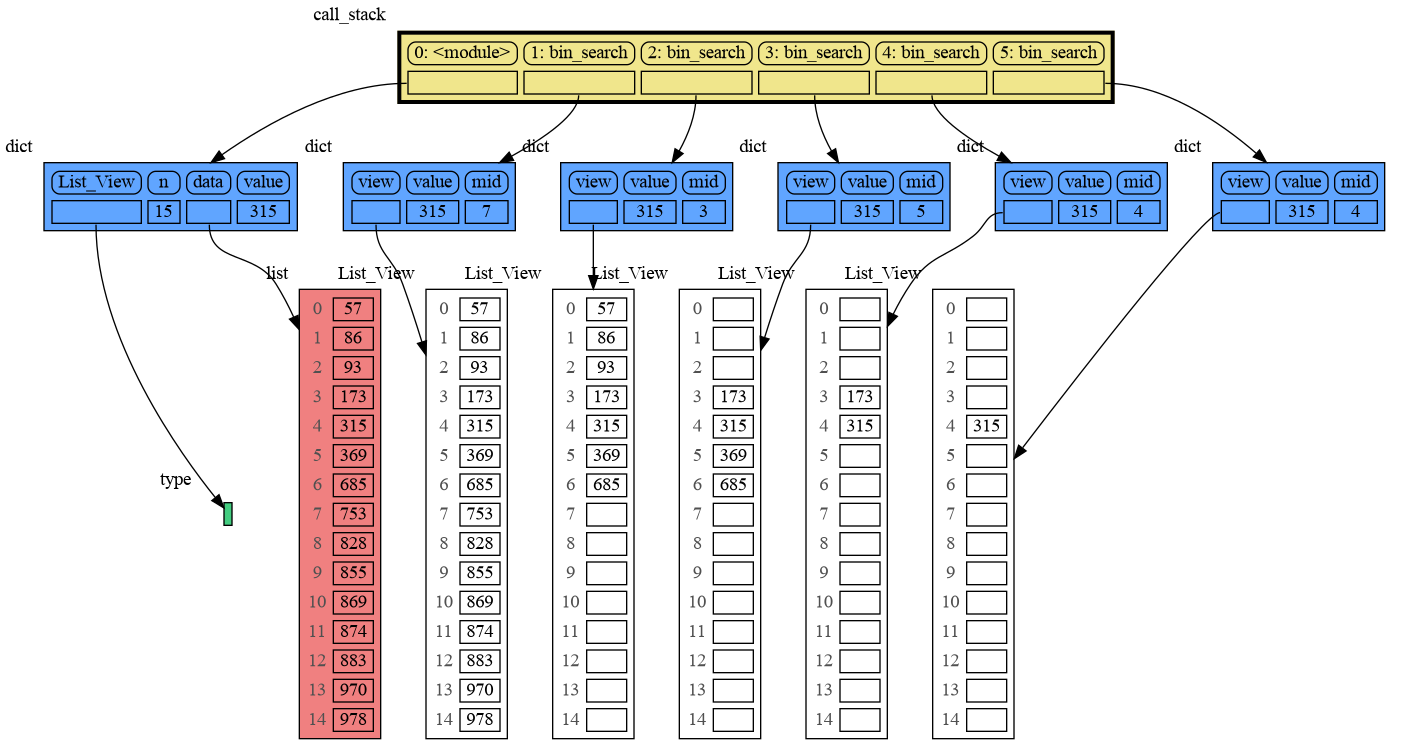 call_stack
0: <module> 1: bin_search 2: bin_search 3: bin_search 4: bin_search 5: bin_search
dict dict dict dict dict dict
List_View n data value view value mid view value mid view value mid view value mid view value mid
15 315 315 7 315 3 315 5 315 4 315 4
list List_View List_View List_View List_View List_View
0 57 0 57 0 57 0 0 0
1 86 1 86 1 86 1 1 1
2 93 2 93 2 93 2 2 2
3 173 3 173 3 173 3 173 3 173 3
4 315 4 315 4 315 4 315 4 315 4 315
5 369 5 369 5 369 5 369 5 5
type
6 685 6 685 6 685 6 685 6 6
7 753 7 753 7 7 7 7
8 828 8 828 8 8 8 8
9 855 9 855 9 9 9 9
10 869 10 869 10 10 10 10
11 874 11 874 11 11 11 11
12 883 12 883 12 12 12 12
13 970 13 970 13 13 13 13
14 978 14 978 14 14 14 14